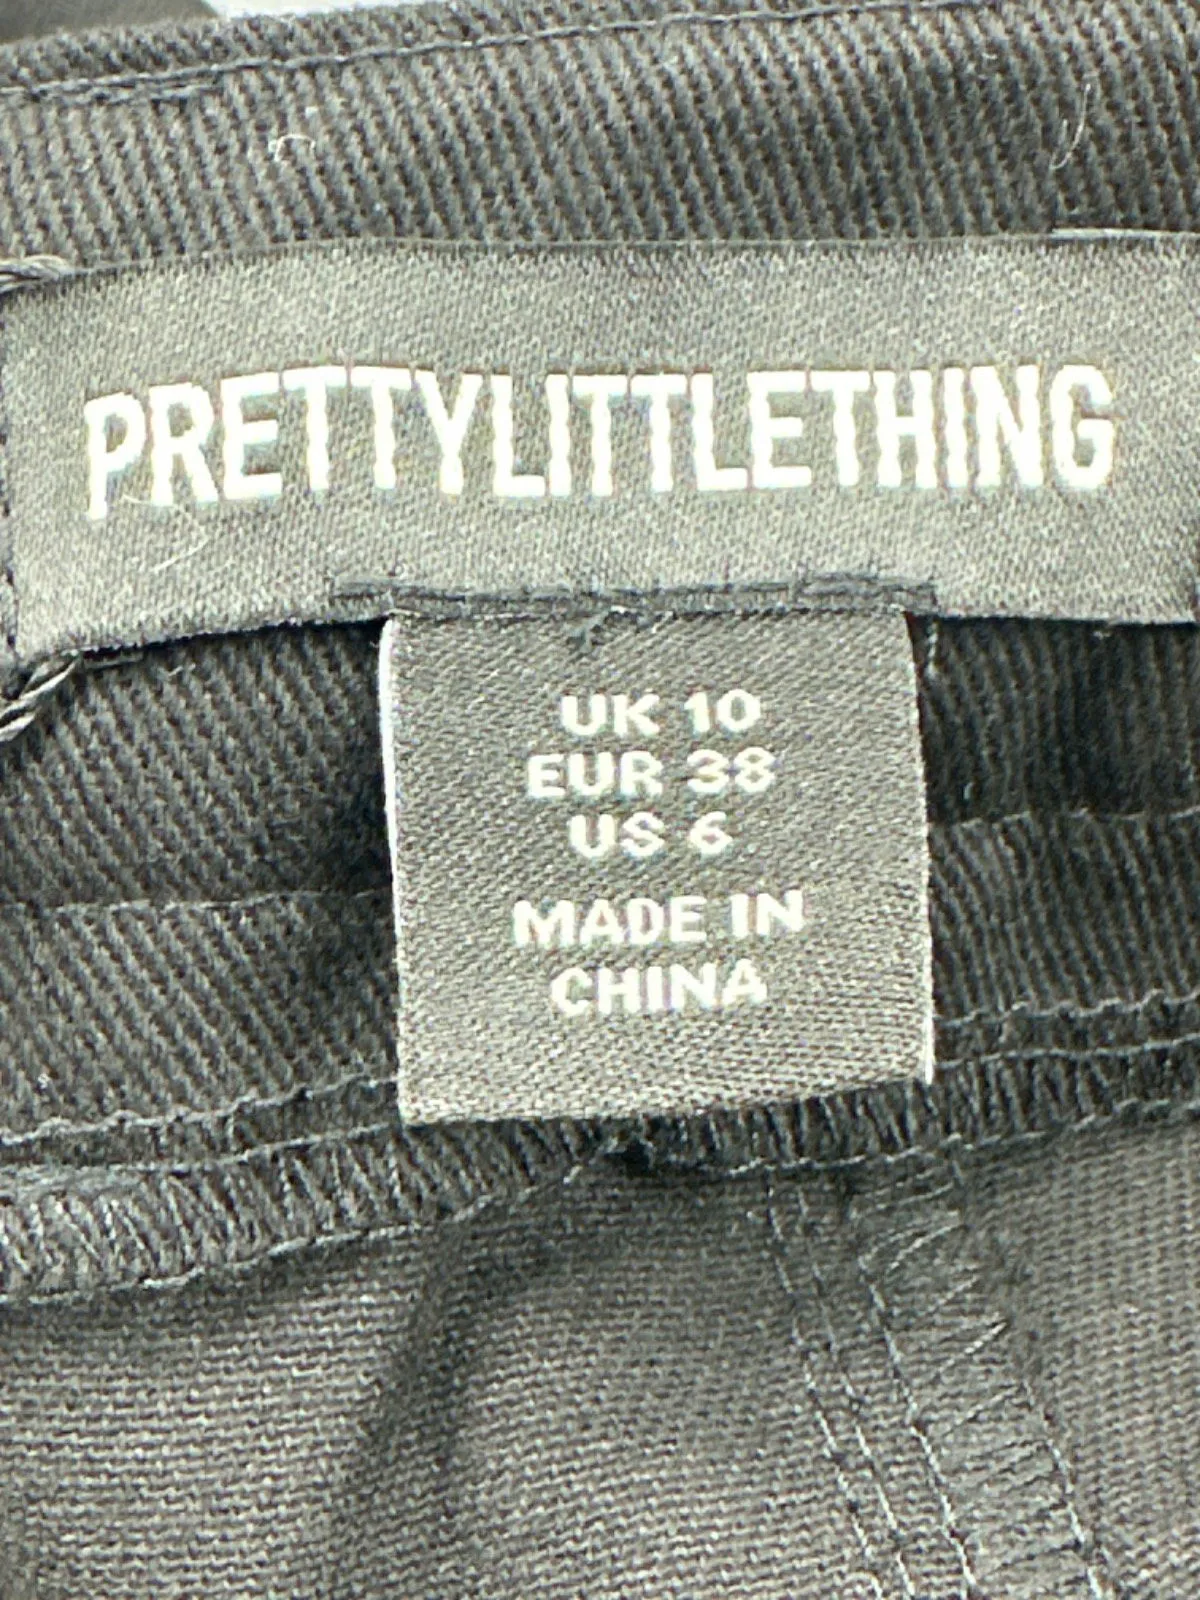 PRETTYLITTLETHING
UK 10
EUR 38
US 6
MADE IN
CHINA